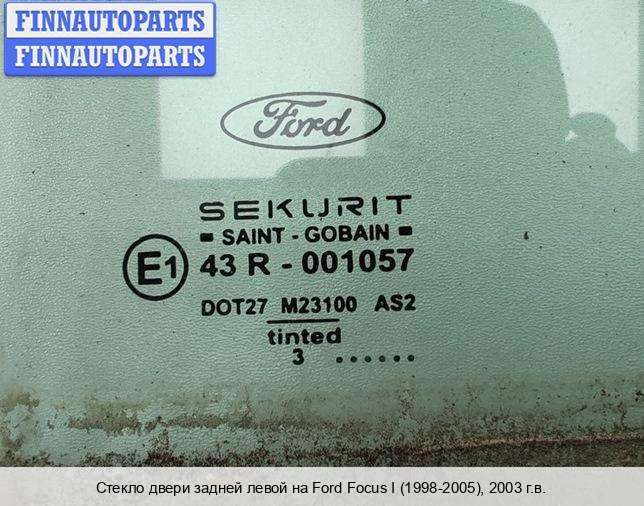 FINNAUTOPARTS
FINNAUTOPARTS
Ford
SEKURIT
SAINT - GOBAIN
E1 43 R - 001057
DOT27 M23100 AS2
tinted
3 ......
Стекло двери задней левой на Ford Focus I (1998-2005), 2003 г.в.